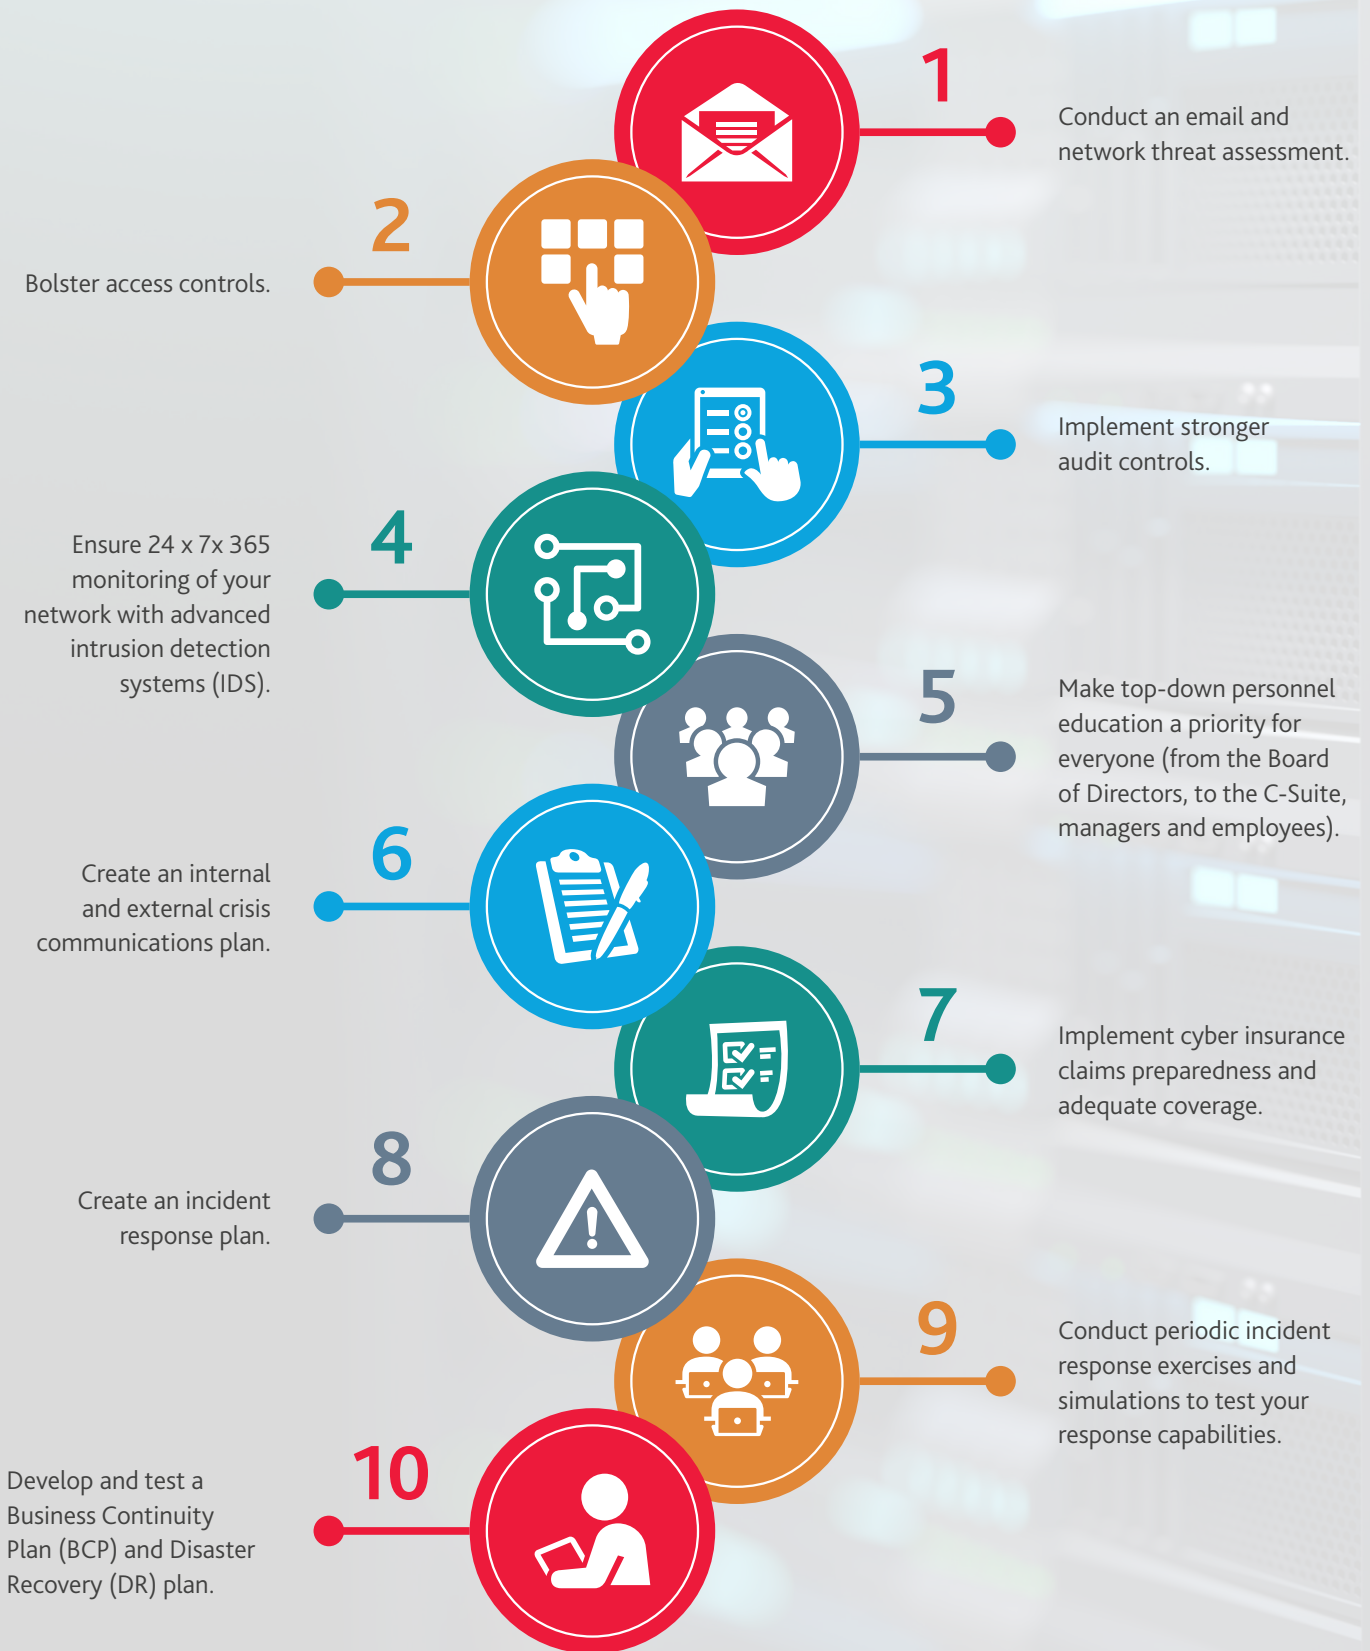 1
Conduct an email and
network threat assessment.
2
Bolster access controls.
3
Implement stronger
audit controls.
4
Ensure 24 x 7x 365
monitoring of your
network with advanced
intrusion detection
systems (IDS).
5
Make top-down personnel
education a priority for
everyone (from the Board
of Directors, to the C-Suite,
managers and employees).
6
Create an internal
and external crisis
communications plan.
7
Implement cyber insurance
claims preparedness and
adequate coverage.
8
Create an incident
response plan.
9
Conduct periodic incident
response exercises and
simulations to test your
response capabilities.
10
Develop and test a
Business Continuity
Plan (BCP) and Disaster
Recovery (DR) plan.